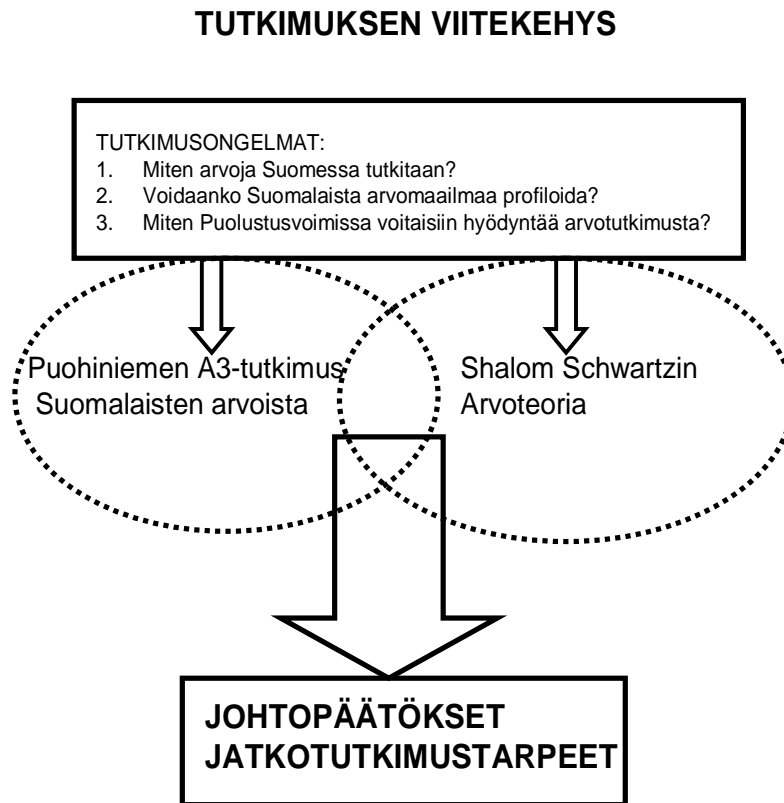 TUTKIMUKSEN VIITEKEHYS
TUTKIMUSONGELMAT:
1. Miten arvoja Suomessa tutkitaan?
2. Voidaanko Suomalaista arvomaailmaa profiloida?
3. Miten Puolustusvoimissa voitaisiin hyödyntää arvotutkimusta?
Puohiniemen A3-tutkimus
Suomalaisten arvoista
Shalom Schwartzin
Arvoteoria
JOHTOPÄÄTÖKSET
JATKOTUTKIMUSTARPEET